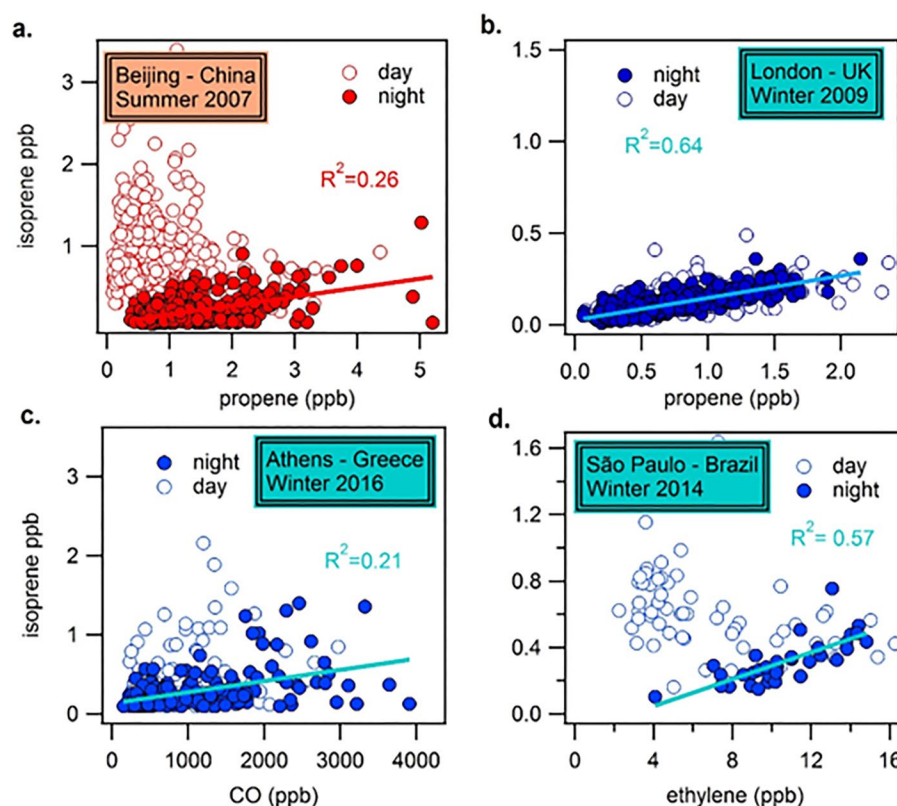 a.
Beijing - China
Summer 2007
day
night
R2=0.26
3
2
1
isoprene ppb
0 1 2 3 4 5
propene (ppb)
b.
night
day
London - UK
Winter 2009
R2=0.64
1.5
1.0
0.5
0.0
0.0 0.5 1.0 1.5 2.0
propene (ppb)
c.
night
day
Athens - Greece
Winter 2016
R2=0.21
3
2
1
0
isoprene ppb
1000 2000 3000 4000
CO (ppb)
d.
São Paulo - Brazil
Winter 2014
day
night
R2= 0.57
1.6
1.2
0.8
0.4
0.0
0 4 8 12 16
ethylene (ppb)